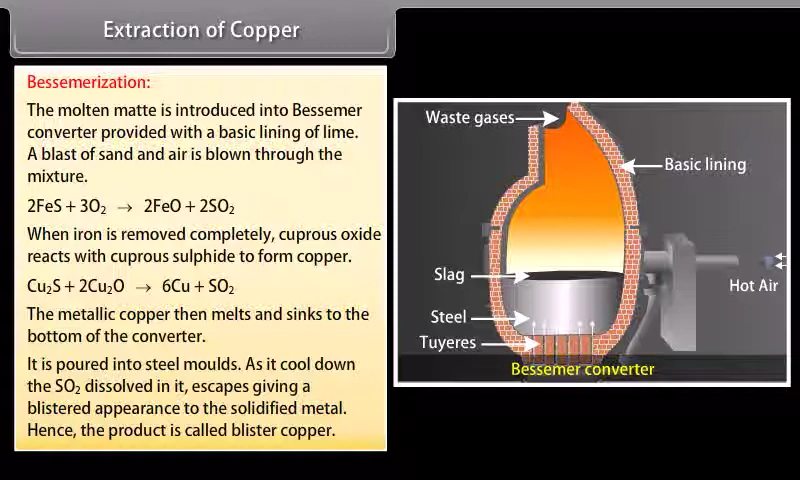 Extraction of Copper
Bessemerization:
The molten matte is introduced into Bessemer
converter provided with a basic lining of lime.
A blast of sand and air is blown through the
mixture.
2FeS + 3O₂ → 2FeO + 2SO₂
When iron is removed completely, cuprous oxide
reacts with cuprous sulphide to form copper.
Cu₂S + 2Cu₂O → 6Cu + SO₂
The metallic copper then melts and sinks to the
bottom of the converter.
It is poured into steel moulds. As it cool down
the SO₂ dissolved in it, escapes giving a
blistered appearance to the solidified metal.
Hence, the product is called blister copper.
Waste gases
Basic lining
Slag
Hot Air
Steel
Tuyeres
Bessemer converter